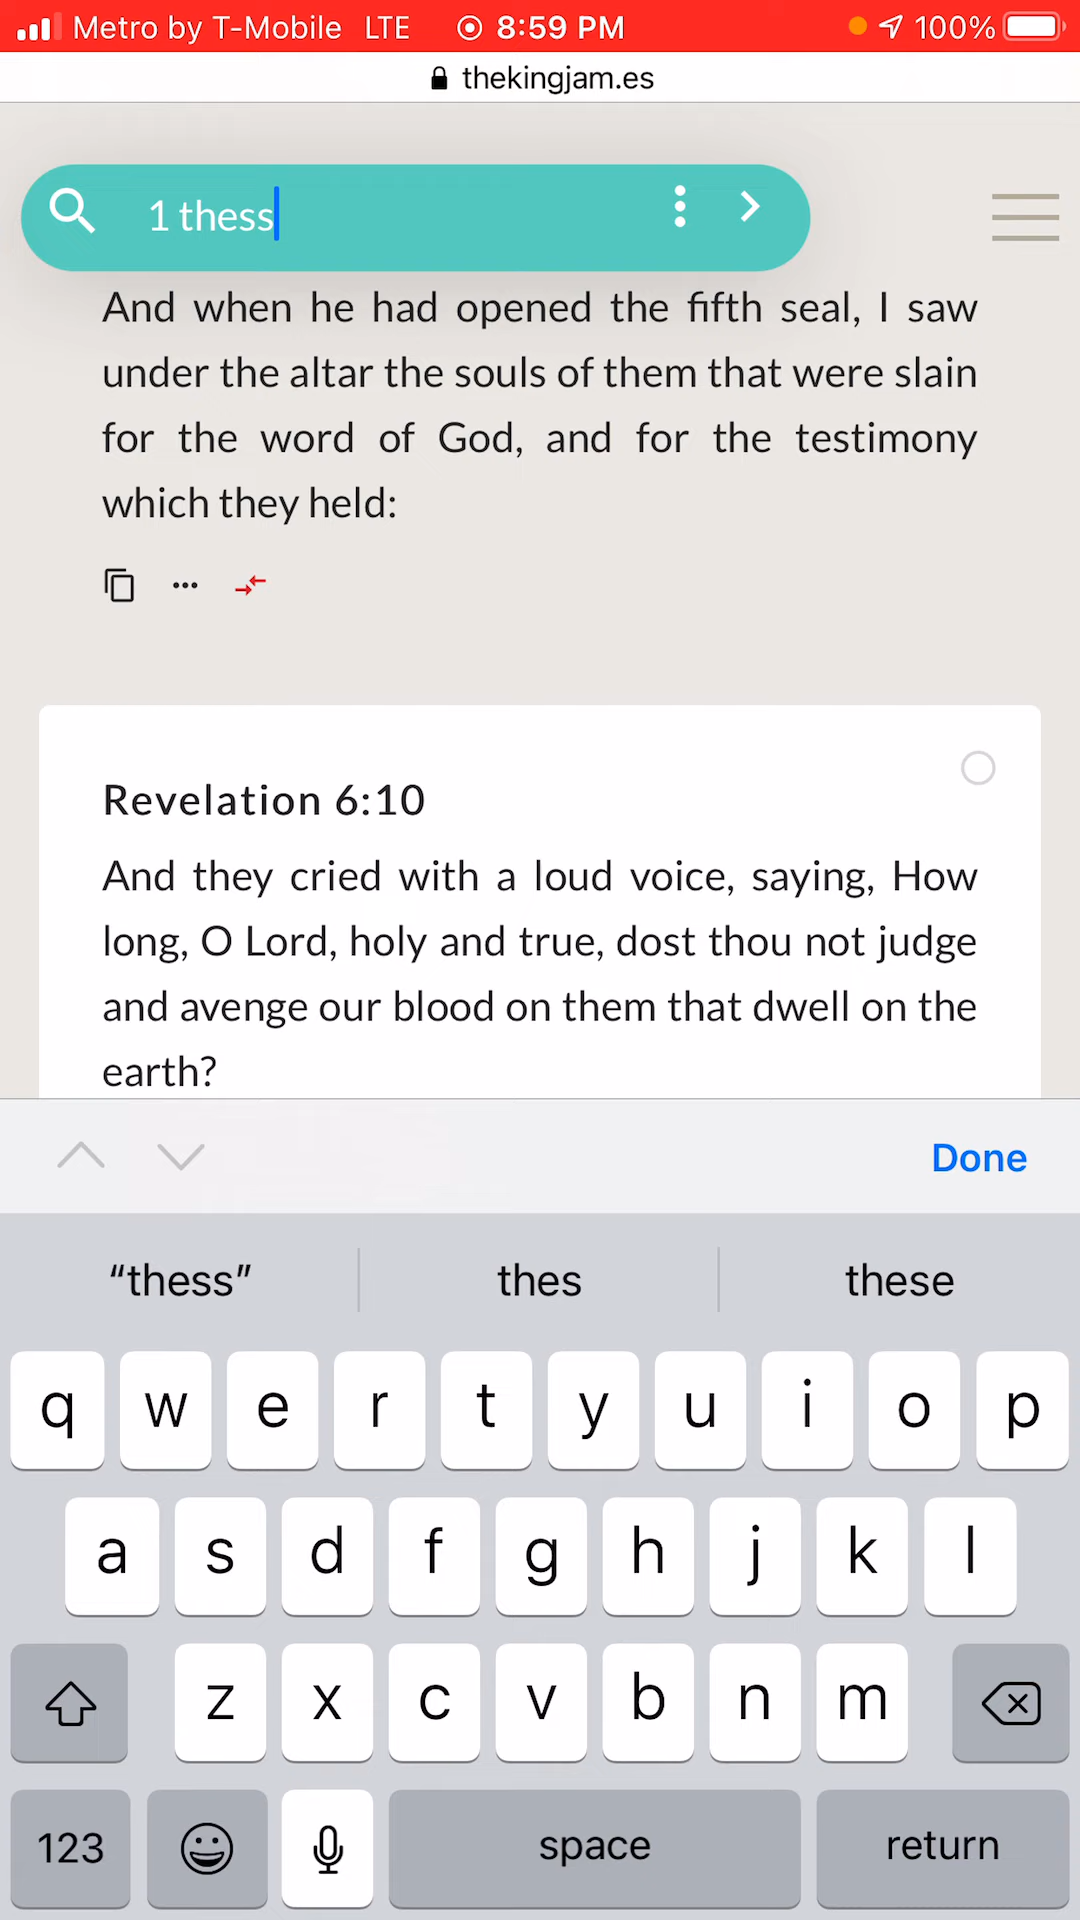 Metro by T-Mobile LTE 8:59 PM 100%
thekingjam.es
1 thess
And when he had opened the fifth seal, I saw
under the altar the souls of them that were slain
for the word of God, and for the testimony
which they held:
Revelation 6:10
And they cried with a loud voice, saying, How
long, O Lord, holy and true, dost thou not judge
and avenge our blood on them that dwell on the
earth?
Done
“thess” thes these
q w e r t y u i o p
a s d f g h j k l
z x c v b n m
123 space return